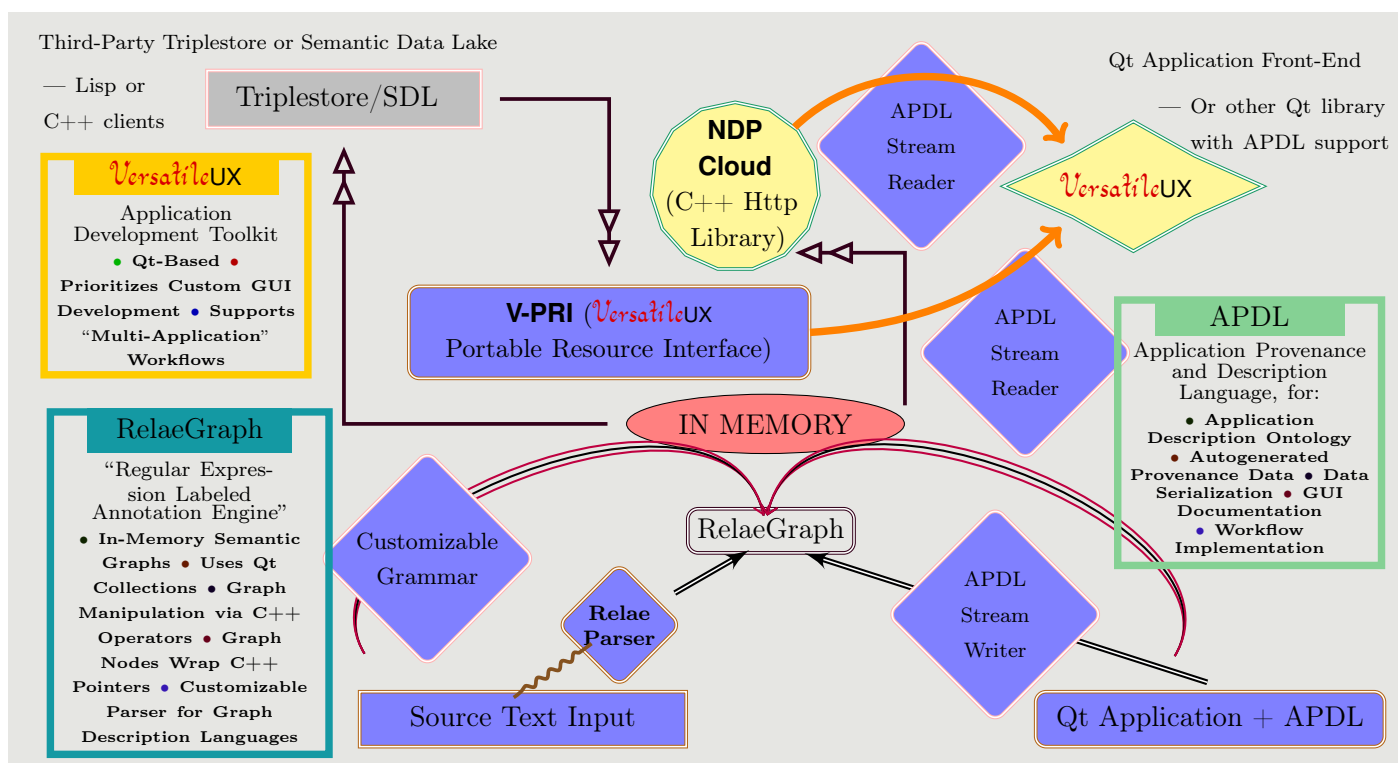 Third-Party Triplestore or Semantic Data Lake
— Lisp or
C++ clients
Triplestore/SDL
NDP
Cloud
(C++ Http
Library)
APDL
Stream
Reader
Qt Application Front-End
— Or other Qt library
with APDL support
VersatileUX
VersatileUX
Application
Development Toolkit
• Qt-Based •
Prioritizes Custom GUI
Development • Supports
“Multi-Application”
Workflows
V-PRI (VersatileUX
Portable Resource Interface)
APDL
Stream
Reader
APDL
Application Provenance
and Description
Language, for:
• Application
Description Ontology
• Autogenerated
Provenance Data • Data
Serialization • GUI
Documentation
• Workflow
Implementation
IN MEMORY
RelaeGraph
“Regular Expres-
sion Labeled
Annotation Engine”
• In-Memory Semantic
Graphs • Uses Qt
Collections • Graph
Manipulation via C++
Operators • Graph
Nodes Wrap C++
Pointers • Customizable
Parser for Graph
Description Languages
Customizable
Grammar
RelaeGraph
Relae
Parser
APDL
Stream
Writer
Source Text Input
Qt Application + APDL